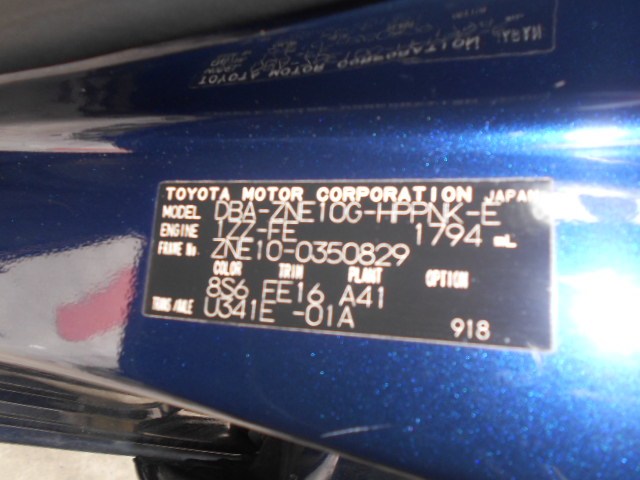 TOYOTA MOTOR CORPORATION JAPAN
MODEL DBA-ZNE10G-HPPNK-E
ENGINE 1ZZ-FE 1794 mL
FRAME No. ZNE10-0350829
COLOR TRIM PLANT OPTION
8S6 EE16 A41
TRANS/AXLE U341E -01A
918